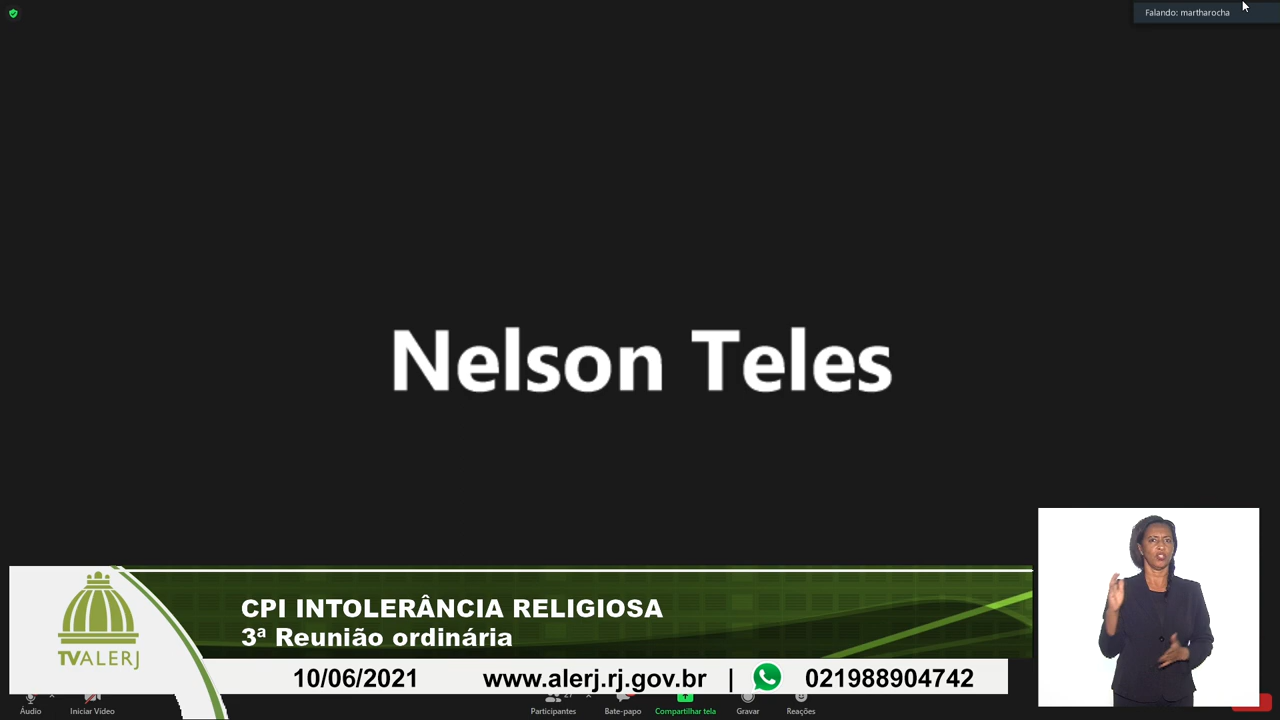 Falando: martharocha
Nelson Teles
CPI INTOLERÂNCIA RELIGIOSA
3ª Reunião ordinária
TVALERJ
10/06/2021 www.alerj.rj.gov.br | 021988904742
Áudio Iniciar Vídeo Participantes Bate-papo Compartilhar tela Gravar Reações